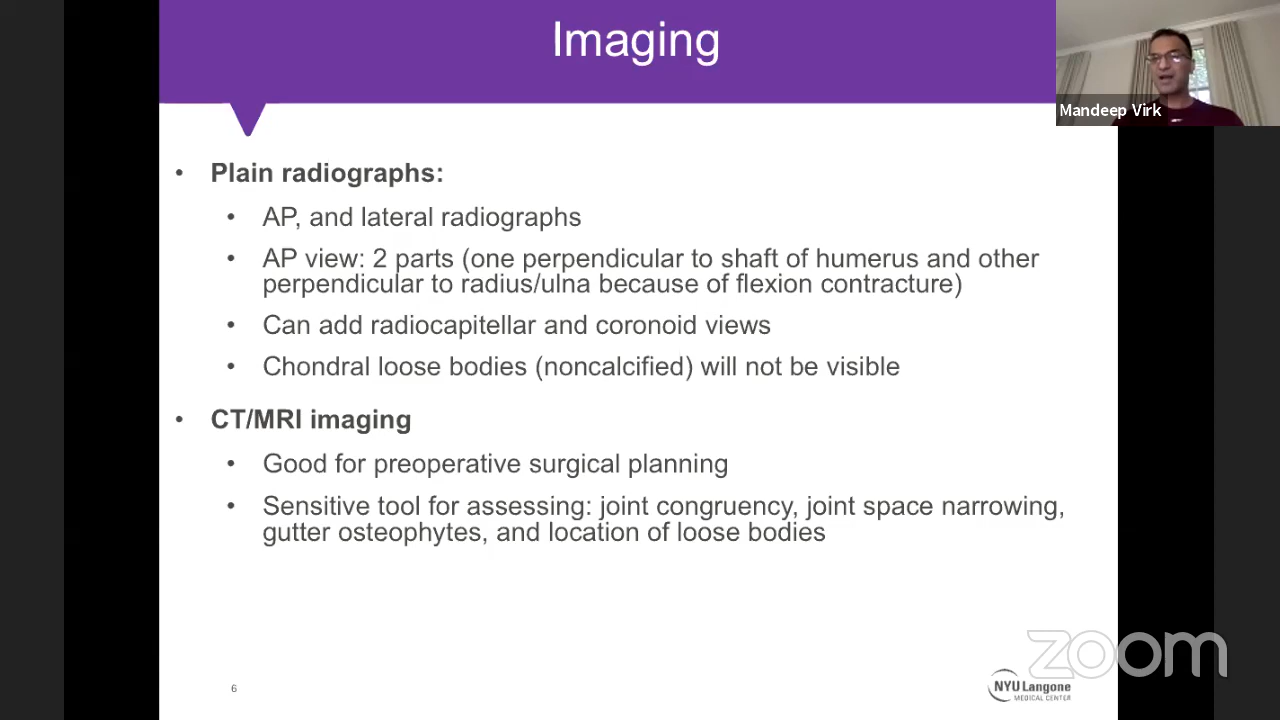 Imaging
Mandeep Virk
• Plain radiographs:
• AP, and lateral radiographs
• AP view: 2 parts (one perpendicular to shaft of humerus and other
perpendicular to radius/ulna because of flexion contracture)
• Can add radiocapitellar and coronoid views
• Chondral loose bodies (noncalcified) will not be visible
• CT/MRI imaging
• Good for preoperative surgical planning
• Sensitive tool for assessing: joint congruency, joint space narrowing,
gutter osteophytes, and location of loose bodies
zoom
6
NYU Langone
MEDICAL CENTER